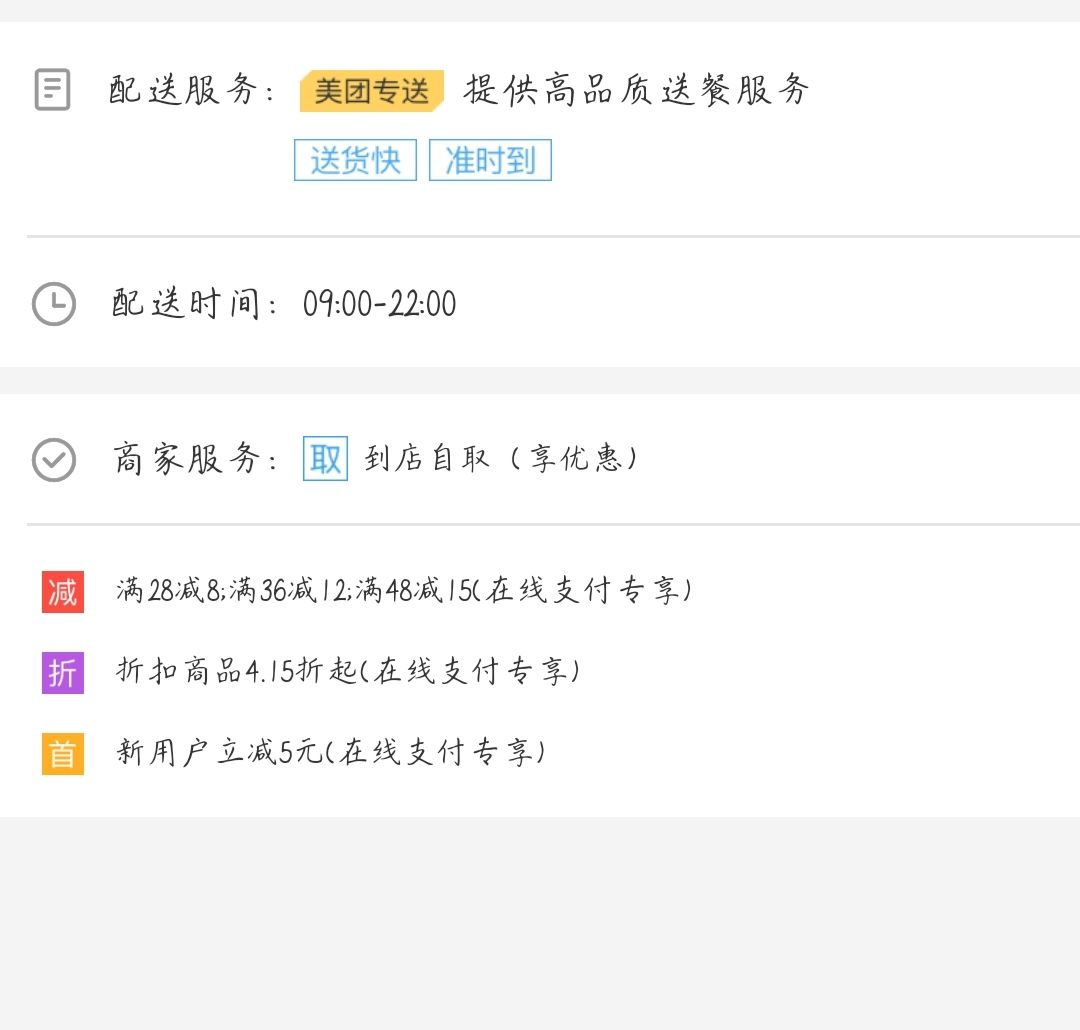 配送服务： 美团专送 提供高品质送餐服务
送货快 准时到
配送时间： 09:00-22:00
商家服务： 取 到店自取（享优惠）
减 满28减8;满36减12;满48减15(在线支付专享)
折 折扣商品4.15折起(在线支付专享)
首 新用户立减5元(在线支付专享)